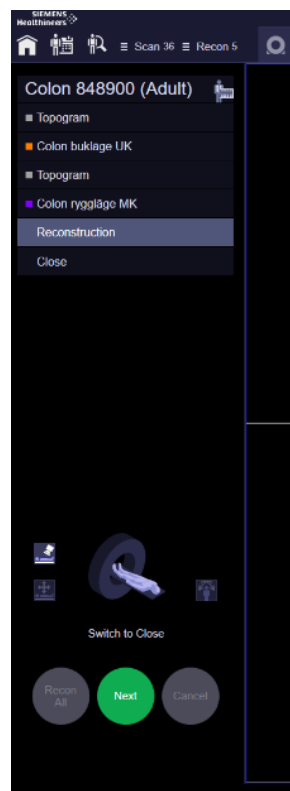 SIEMENS
Healthineers
Scan 36 Recon 5
Colon 848900 (Adult)
Topogram
Colon buklage UK
Topogram
Colon ryggläge MK
Reconstruction
Close
Switch to Close
Recon All
Next
Cancel